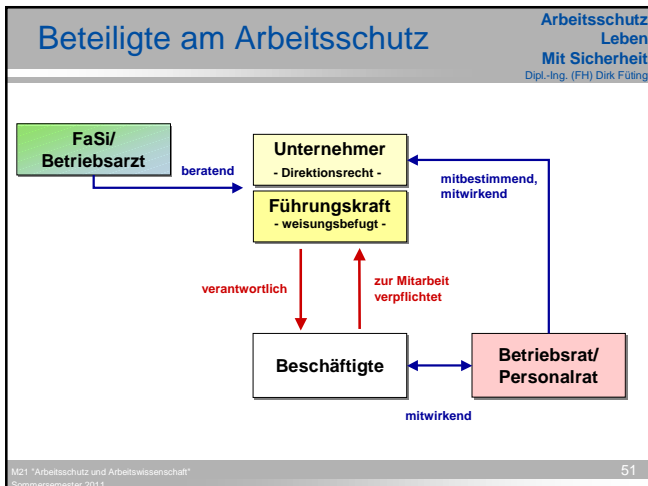 Beteiligte am Arbeitsschutz
Arbeitsschutz
Leben
Mit Sicherheit
Dipl.-Ing. (FH) Dirk Füting
FaSi/
Betriebsarzt
beratend
Unternehmer
- Direktionsrecht -
Führungskraft
- weisungsbefugt -
mitbestimmend,
mitwirkend
verantwortlich
zur Mitarbeit
verpflichtet
Beschäftigte
Betriebsrat/
Personalrat
mitwirkend
M21 "Arbeitsschutz und Arbeitswissenschaft"
Sommersemester 2011
51